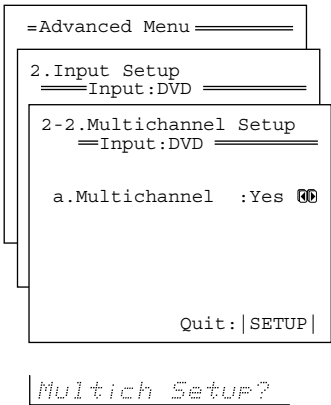 =Advanced Menu
2.Input Setup
Input:DVD
2-2.Multichannel Setup
Input:DVD
a.Multichannel :Yes
Quit:|SETUP|
Multich Setup?